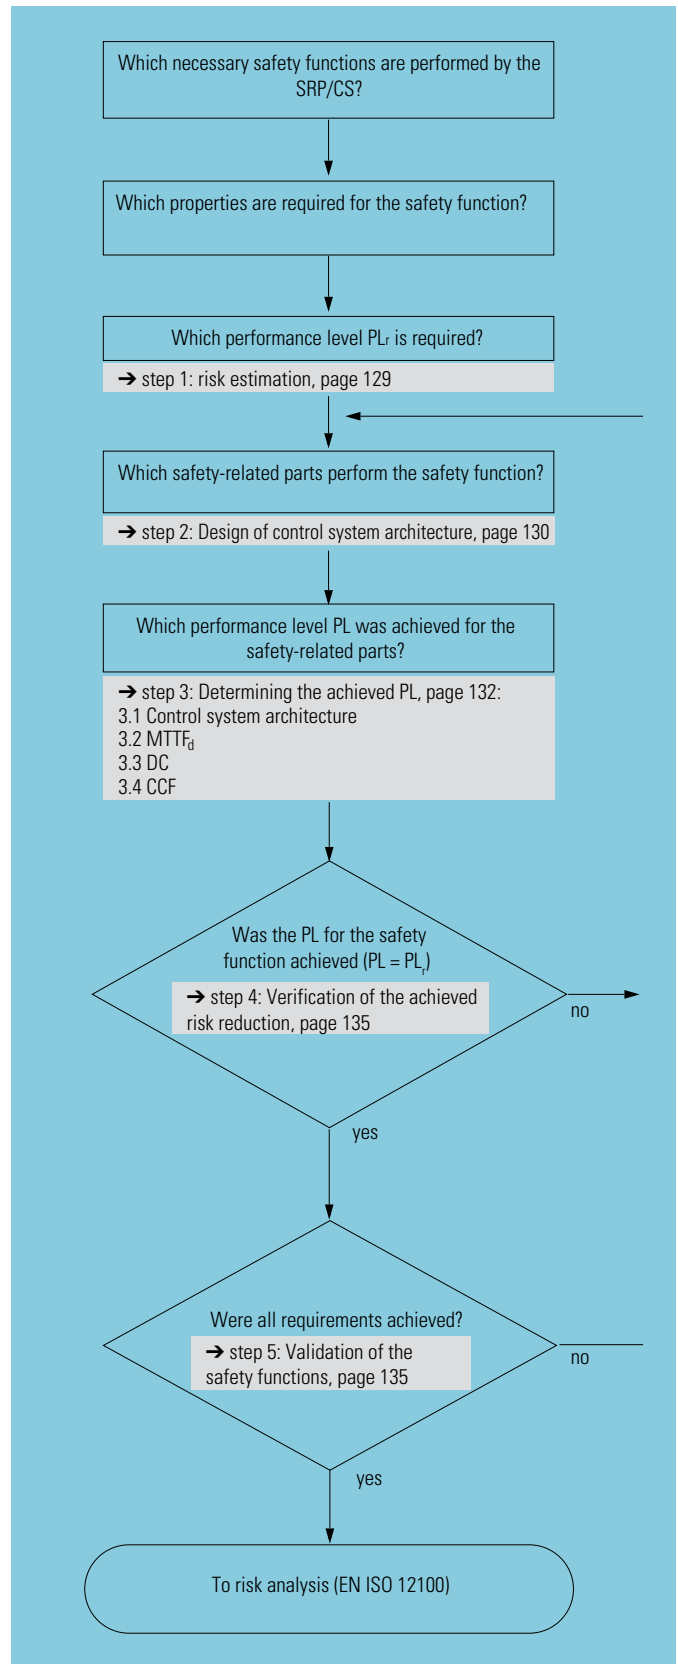 Which necessary safety functions are performed by the
SRP/CS?
Which properties are required for the safety function?
Which performance level PLr is required?
➔ step 1: risk estimation, page 129
Which safety-related parts perform the safety function?
➔ step 2: Design of control system architecture, page 130
Which performance level PL was achieved for the
safety-related parts?
➔ step 3: Determining the achieved PL, page 132:
3.1 Control system architecture
3.2 MTTFd
3.3 DC
3.4 CCF
Was the PL for the safety
function achieved (PL = PLr)
➔ step 4: Verification of the achieved
risk reduction, page 135
no
yes
Were all requirements achieved?
➔ step 5: Validation of the
safety functions, page 135
no
yes
To risk analysis (EN ISO 12100)